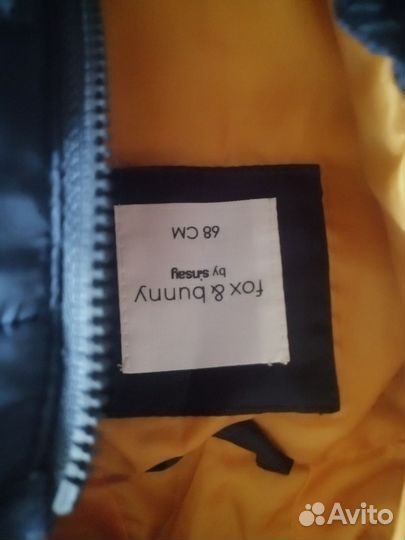 fox & bunny
by sinsay
68 CM
Avito